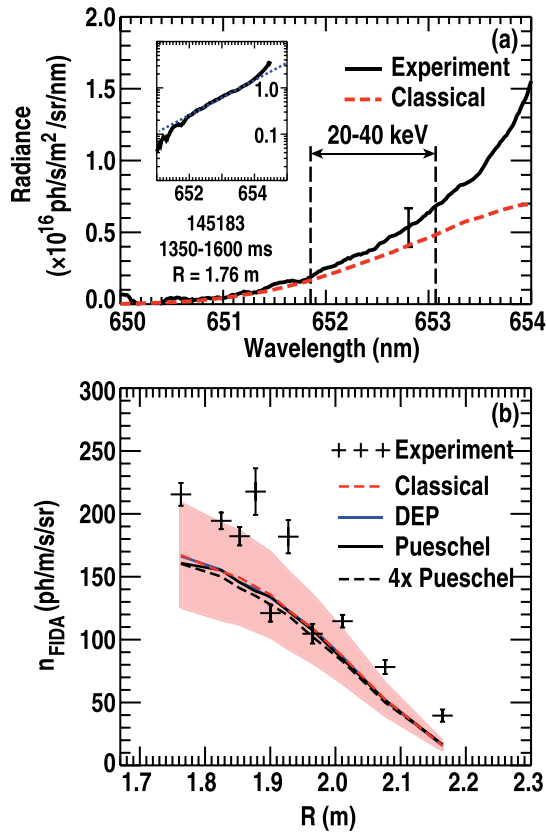 (a)
Experiment
Classical
20-40 keV
1.0
0.1
652 654
145183
1350-1600 ms
R = 1.76 m
2.0
1.5
1.0
0.5
0.0
Radiance
(×10¹⁶ ph/s/m²/sr/nm)
650 651 652 653 654
Wavelength (nm)
(b)
Experiment
Classical
DEP
Pueschel
4x Pueschel
300
250
200
150
100
50
0
nFIDA (ph/m/s/sr)
1.7 1.8 1.9 2.0 2.1 2.2 2.3
R (m)